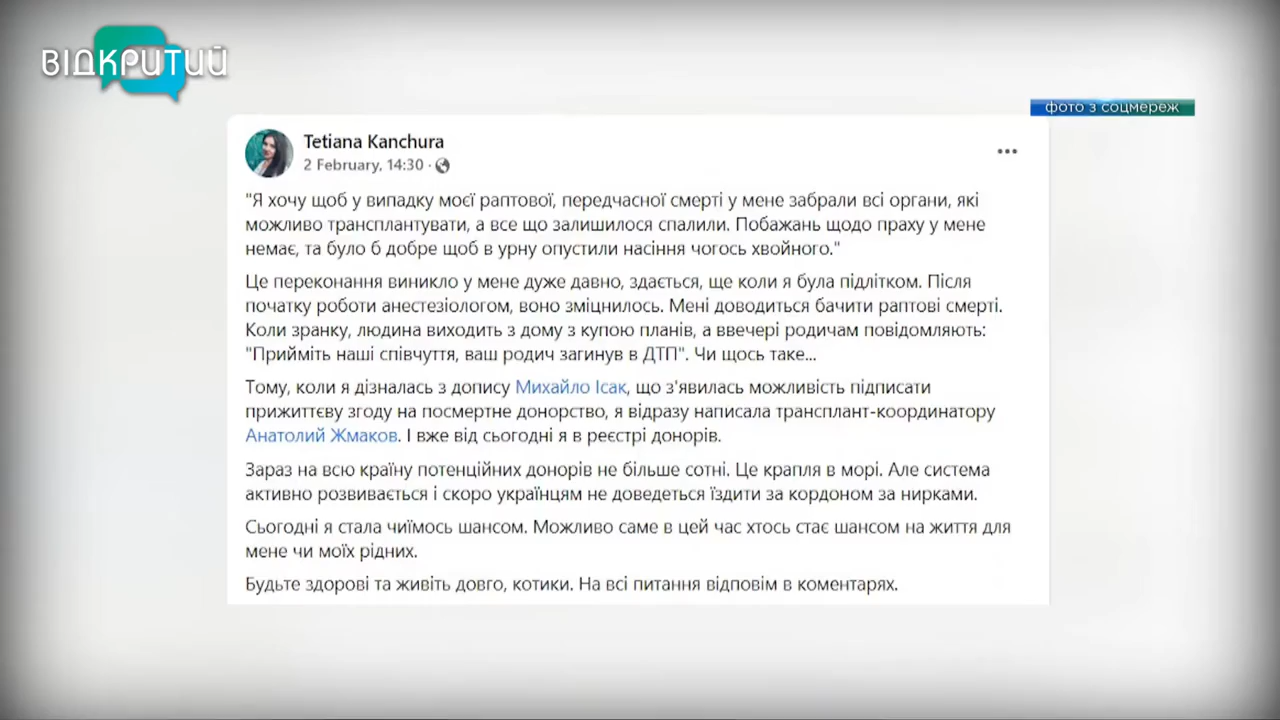 ВІДКРИТИЙ
фото з соцмереж
Tetiana Kanchura
2 February, 14:30 ·
"Я хочу щоб у випадку моєї раптової, передчасної смерті у мене забрали всі органи, які
можливо трансплантувати, а все що залишилося спалили. Побажань щодо праху у мене
немає, та було б добре щоб в урну опустили насіння чогось хвойного."
Це переконання виникло у мене дуже давно, здається, ще коли я була підлітком. Після
початку роботи анестезіологом, воно зміцнилось. Мені доводиться бачити раптові смерті.
Коли зранку, людина виходить з дому з купою планів, а ввечері родичам повідомляють:
"Прийміть наші співчуття, ваш родич загинув в ДТП". Чи щось таке...
Тому, коли я дізналась з допису Михайло Ісак, що з'явилась можливість підписати
прижиттєву згоду на посмертне донорство, я відразу написала трансплант-координатору
Анатолий Жмаков. І вже від сьогодні я в реєстрі донорів.
Зараз на всю країну потенційних донорів не більше сотні. Це крапля в морі. Але система
активно розвивається і скоро українцям не доведеться їздити за кордоном за нирками.
Сьогодні я стала чиїмось шансом. Можливо саме в цей час хтось стає шансом на життя для
мене чи моїх рідних.
Будьте здорові та живіть довго, котики. На всі питання відповім в коментарях.